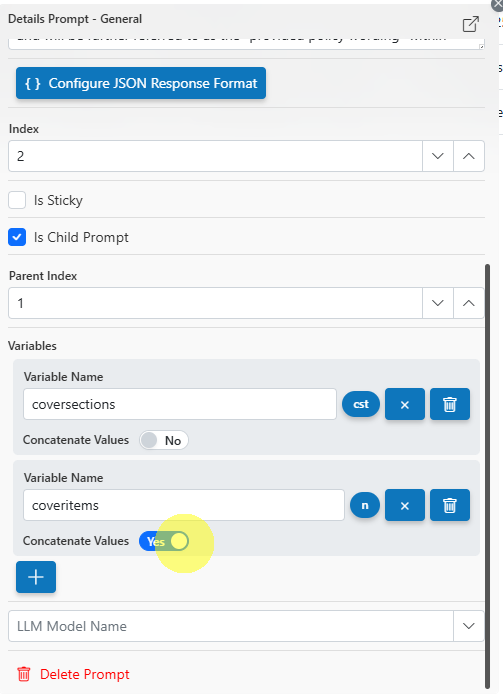 Details Prompt - General
and will be further referred to as the "provided policy wording" within
{ } Configure JSON Response Format
Index
2
Is Sticky
Is Child Prompt
Parent Index
1
Variables
Variable Name
coversections cst ×
Concatenate Values No
Variable Name
coveritems n ×
Concatenate Values Yes
+
LLM Model Name
Delete Prompt